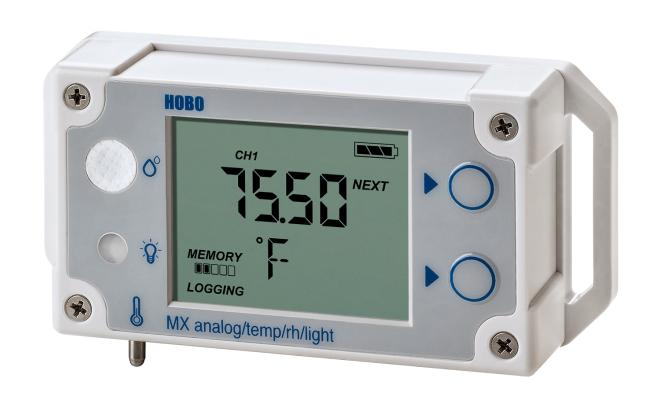 HOBO
CH1
75.50 NEXT
°F
MEMORY
LOGGING
MX analog/temp/rh/light